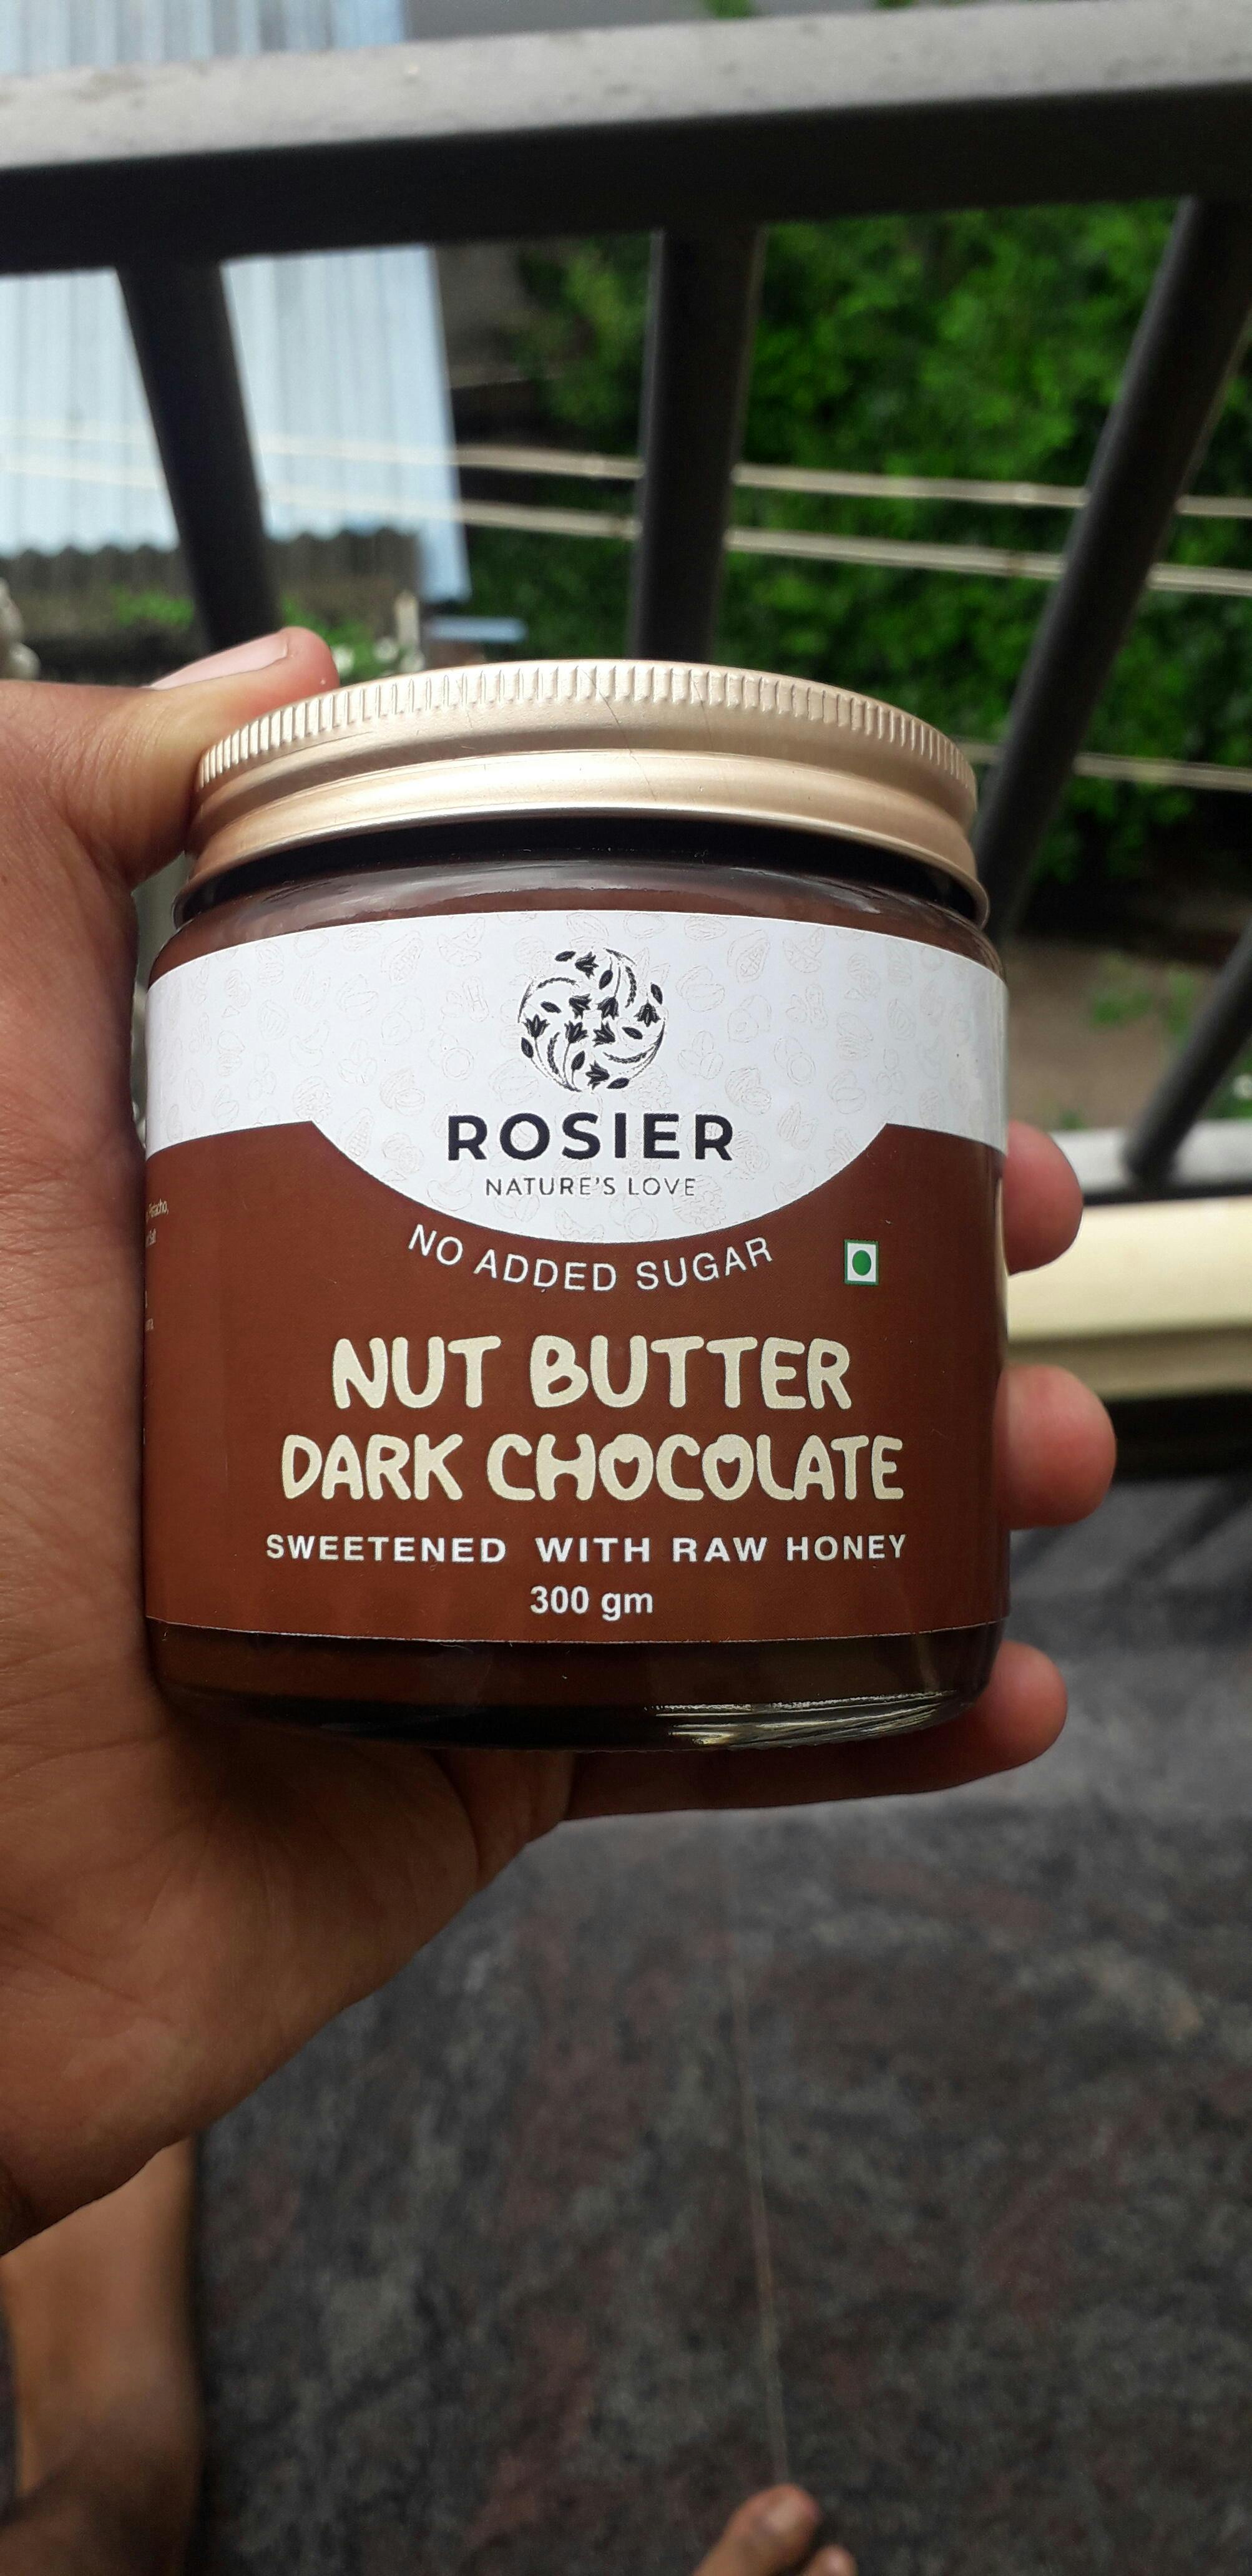 ROSIER
NATURE'S LOVE
NO ADDED SUGAR
NUT BUTTER
DARK CHOCOLATE
SWEETENED WITH RAW HONEY
300 gm